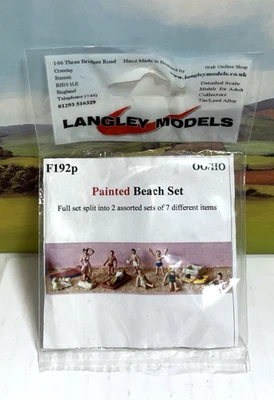 166 Three Bridges Road
Crawley
Sussex
RH10 1LE
England
Telephone (+44)
01293 516329
Hand Made in England by
Web Online Shop
www.langleymodels.co.uk
Detailed Scale
Models for Adult
Collectors
Tin/Lead Alloy
LANGLEY MODELS
F192p
OO/HO
Painted Beach Set
Full set split into 2 assorted sets of 7 different items